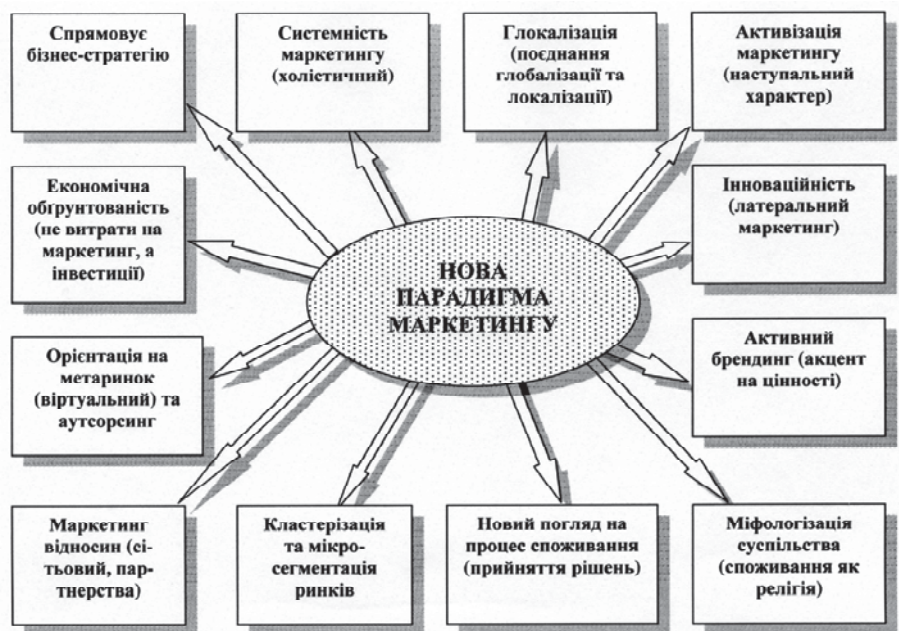 Спрямовує
бізнес-стратегію
Системність
маркетингу
(холістичний)
Глокалізація
(поєднання
глобалізації та
локалізації)
Активізація
маркетингу
(наступальний
характер)
Економічна
обґрунтованість
(не витрати на
маркетинг, а
інвестиції)
Інноваційність
(латеральний
маркетинг)
НОВА
ПАРАДИГМА
МАРКЕТИНГУ
Орієнтація на
метаринок
(віртуальний) та
аутсорсинг
Активний
брендинг (акцент
на цінності)
Маркетинг
відносин (сі-
тьовий, пар-
тнерства)
Кластерізація
та мікро-
сегментація
ринків
Новий погляд на
процес споживання
(прийняття рішень)
Міфологізація
суспільства
(споживання як
релігія)